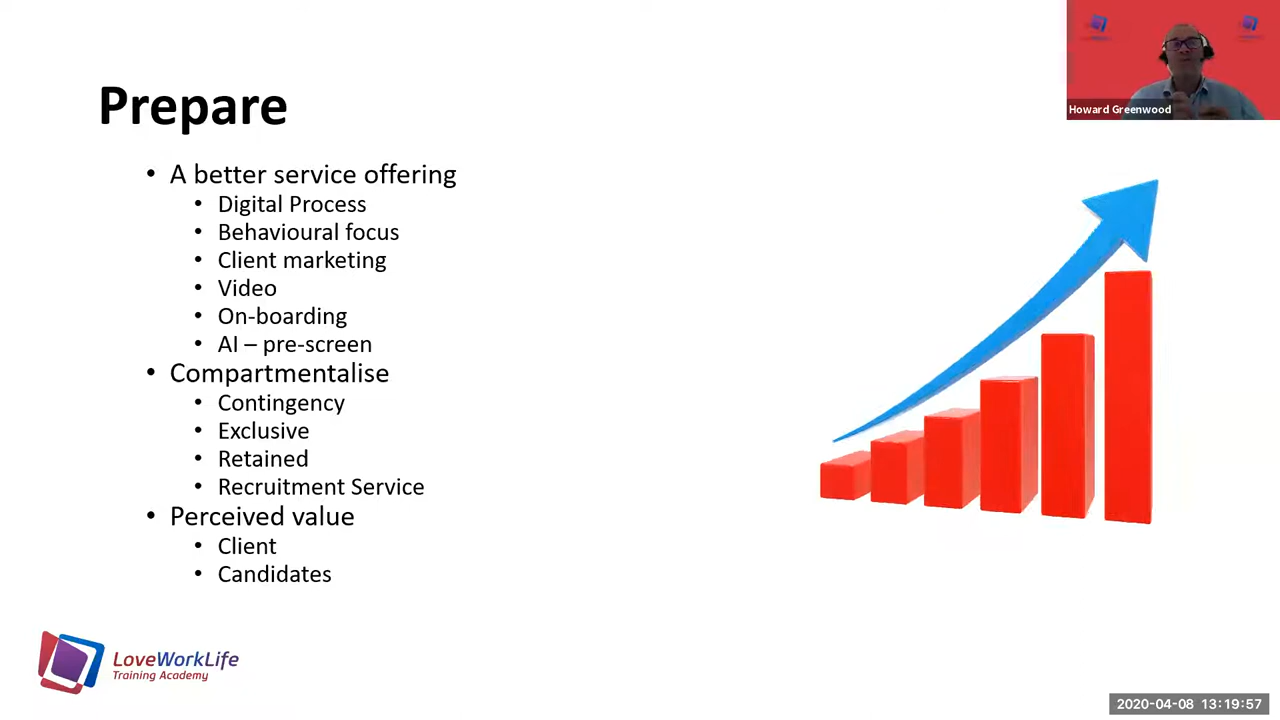 Howard Greenwood
Prepare
• A better service offering
• Digital Process
• Behavioural focus
• Client marketing
• Video
• On-boarding
• AI – pre-screen
• Compartmentalise
• Contingency
• Exclusive
• Retained
• Recruitment Service
• Perceived value
• Client
• Candidates
LoveWorkLife
Training Academy
2020-04-08 13:19:57